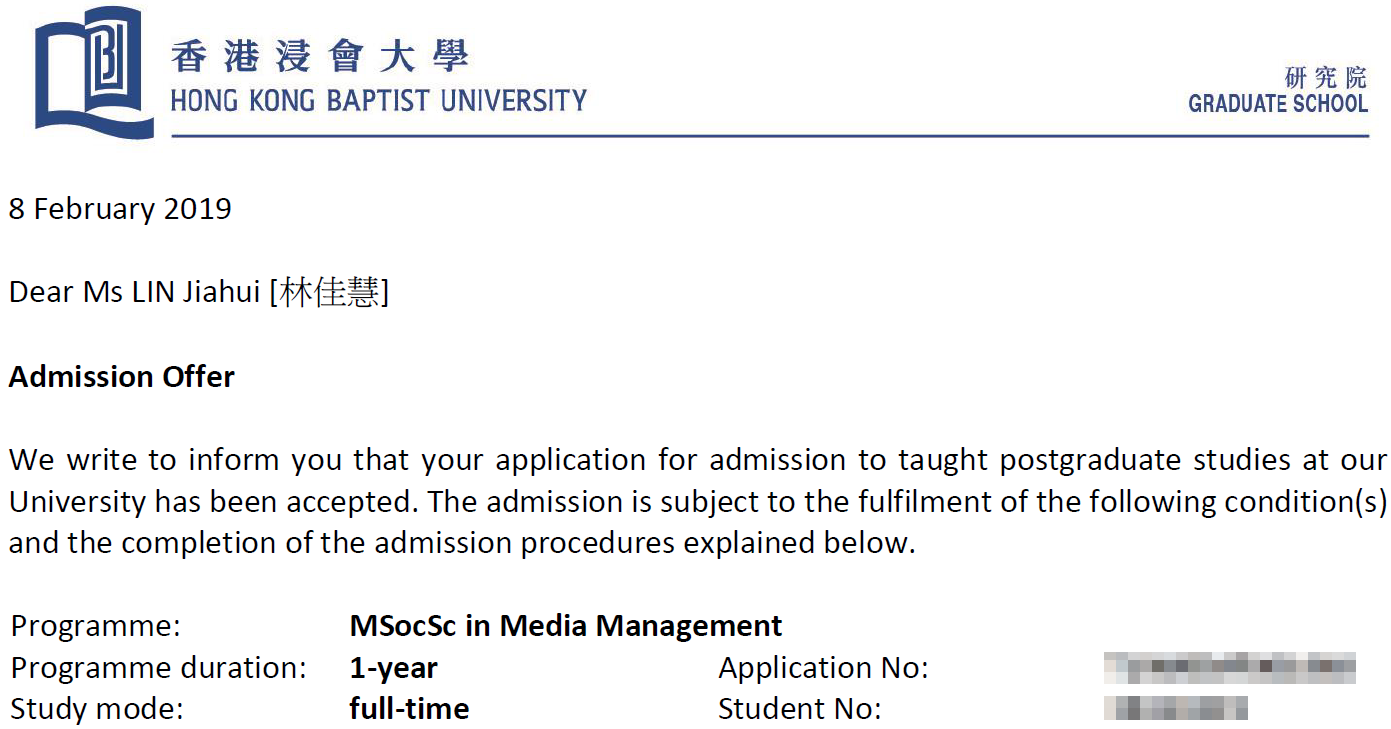 香港浸會大學
HONG KONG BAPTIST UNIVERSITY
研究院
GRADUATE SCHOOL
8 February 2019
Dear Ms LIN Jiahui [林佳慧]
Admission Offer
We write to inform you that your application for admission to taught postgraduate studies at our
University has been accepted. The admission is subject to the fulfilment of the following condition(s)
and the completion of the admission procedures explained below.
Programme: MSocSc in Media Management
Programme duration: 1-year Application No:
Study mode: full-time Student No: